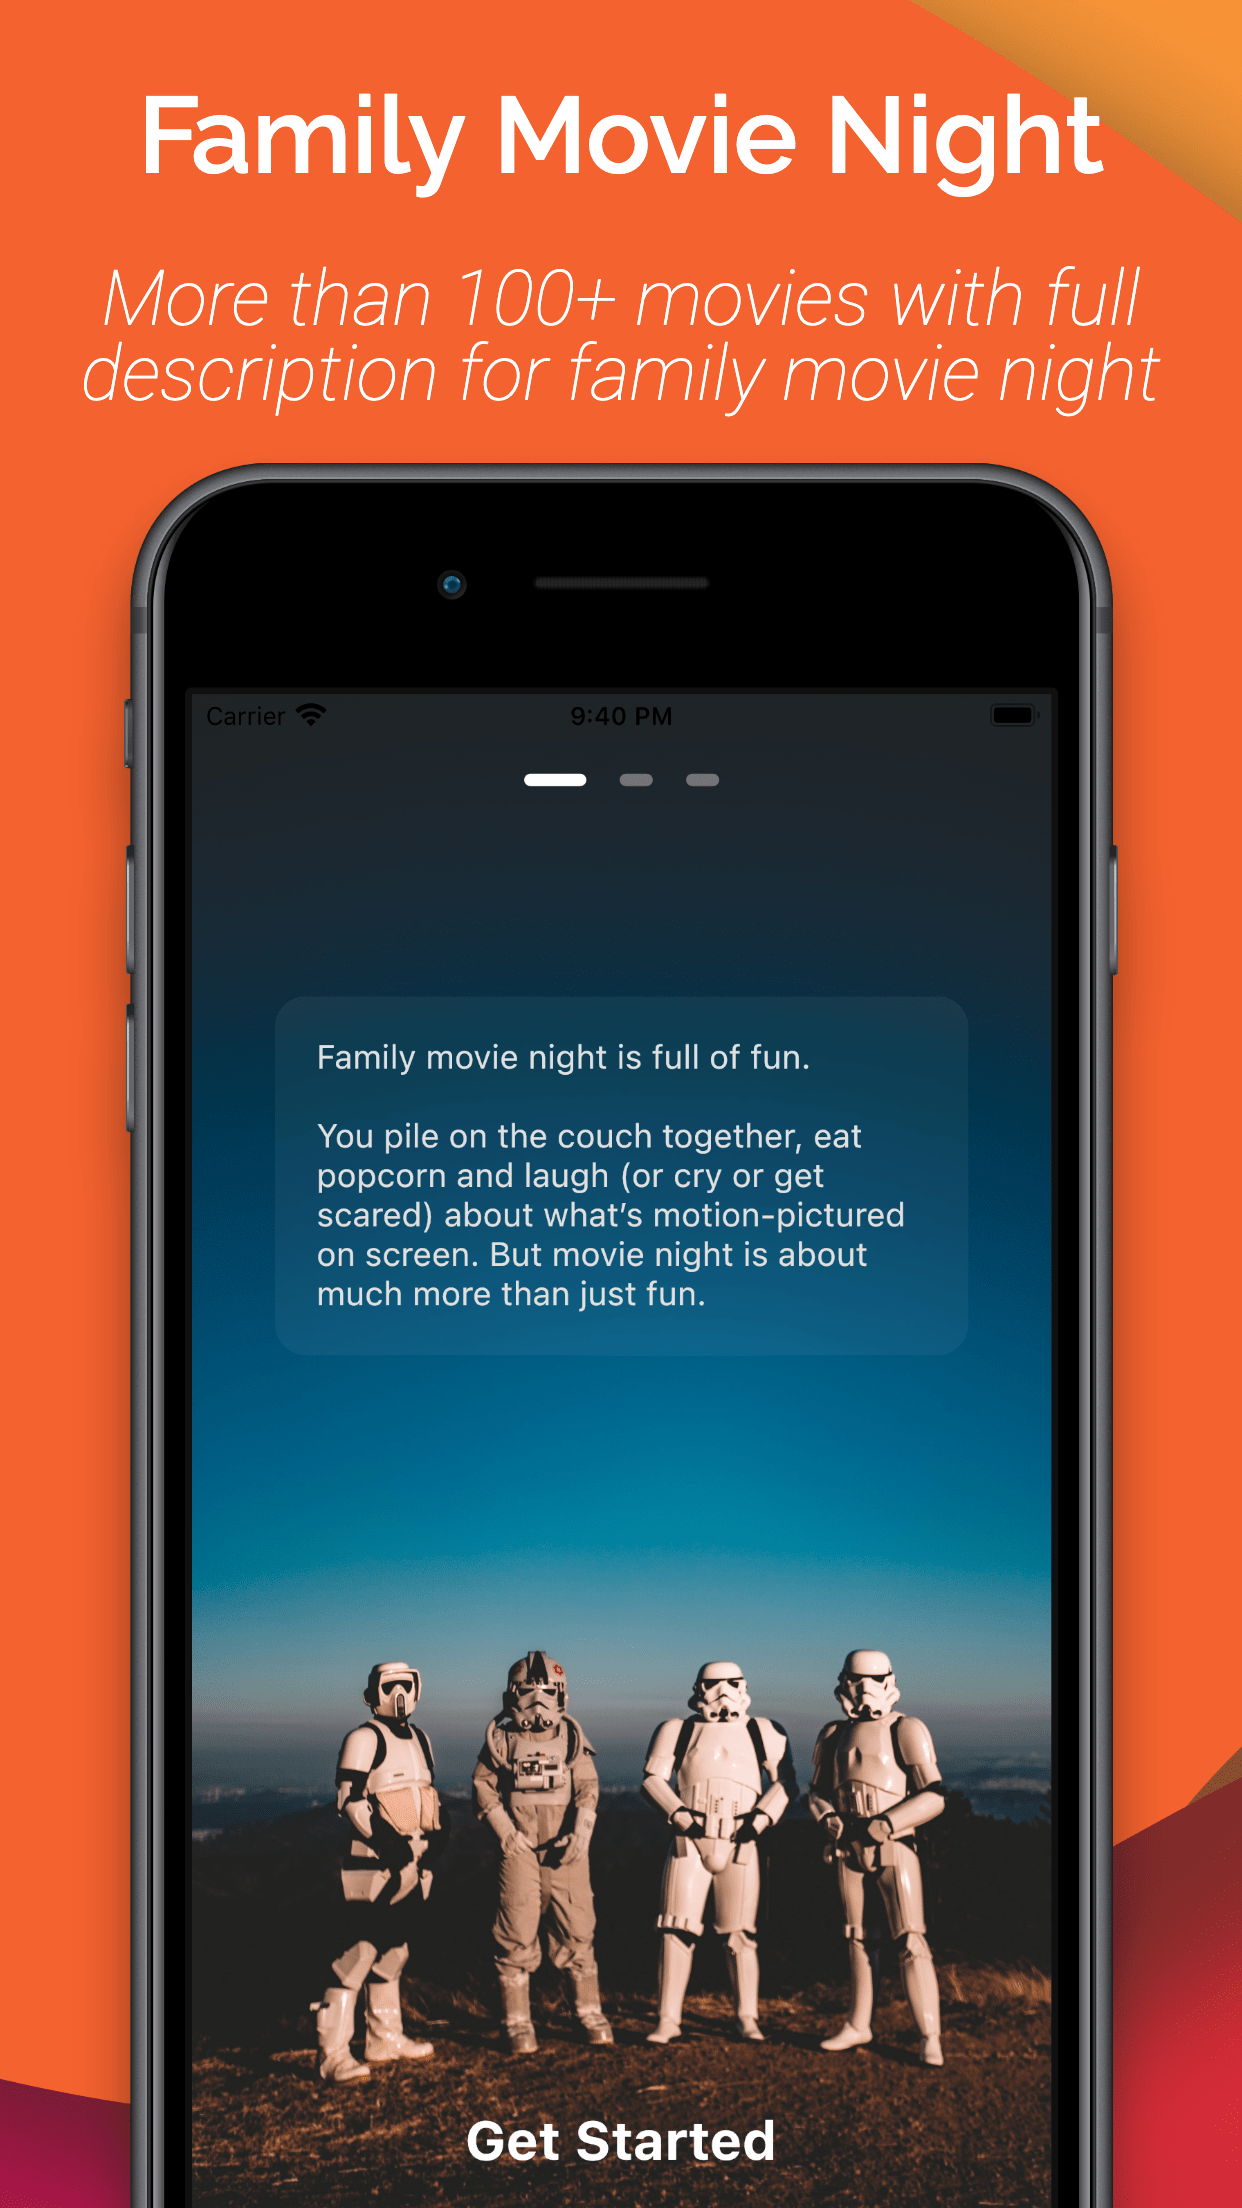 Family Movie Night
More than 100+ movies with full
description for family movie night
Carrier 9:40 PM
Family movie night is full of fun.
You pile on the couch together, eat
popcorn and laugh (or cry or get
scared) about what’s motion-pictured
on screen. But movie night is about
much more than just fun.
Get Started